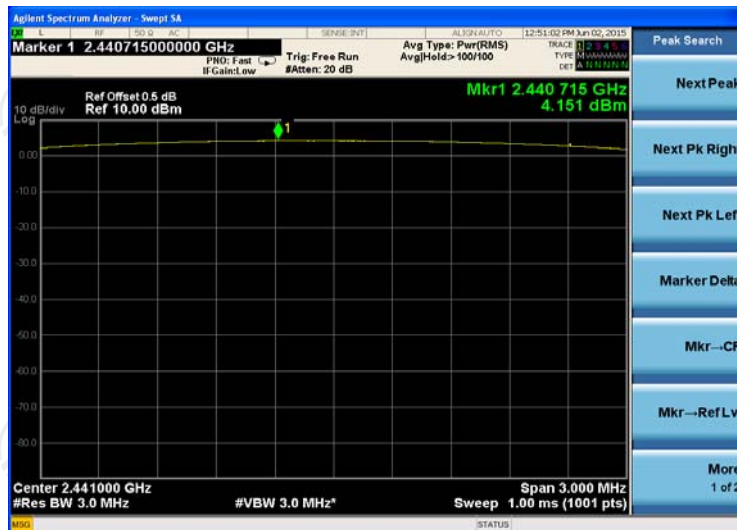 Agilent Spectrum Analyzer - Swept SA
L RF 50 Ω AC SENSE:INT ALIGN AUTO 12:51:02 PM Jun 02, 2015
Marker 1 2.440715000000 GHz
PNO: Fast
IFGain:Low
Trig: Free Run
#Atten: 20 dB
Avg Type: Pwr(RMS)
Avg|Hold:> 100/100
TRACE 1 2 3 4 5 6
TYPE MWWWWW
DET A N N N N N
Peak Search
Next Peak
Next Pk Righ
Next Pk Lef
Marker Delta
Mkr→CF
Mkr→Ref Lv
More
1 of 2
Ref Offset 0.5 dB
10 dB/div Ref 10.00 dBm
Log
Mkr1 2.440 715 GHz
4.151 dBm
1
0.00
-10.0
-20.0
-30.0
-40.0
-50.0
-60.0
-70.0
-80.0
Center 2.441000 GHz Span 3.000 MHz
#Res BW 3.0 MHz #VBW 3.0 MHz* Sweep 1.00 ms (1001 pts)
MSG STATUS